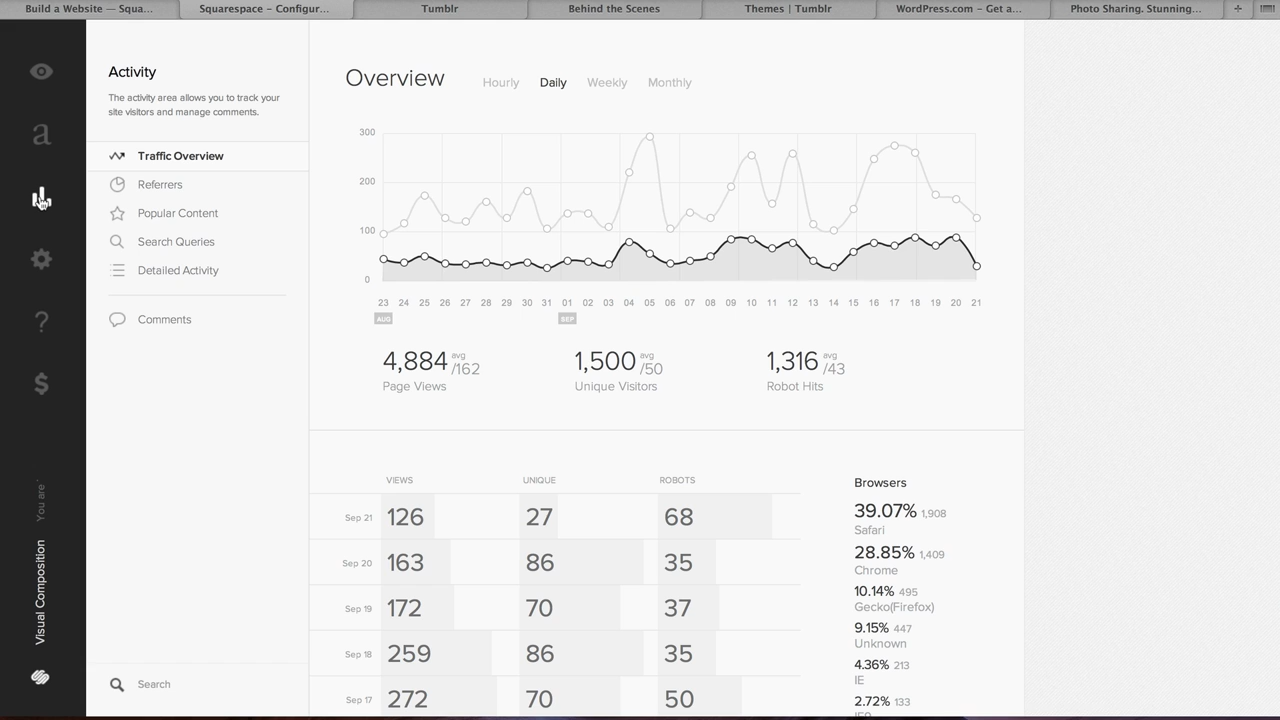 Build a Website — Squa...
Squarespace – Configur...
Tumblr
Behind the Scenes
Themes | Tumblr
WordPress.com – Get a...
Photo Sharing. Stunning...
a
?
$
You are
Visual Composition
Activity
The activity area allows you to track your
site visitors and manage comments.
Traffic Overview
Referrers
Popular Content
Search Queries
Detailed Activity
Comments
Search
Overview Hourly Daily Weekly Monthly
300
200
100
0
23 24 25 26 27 28 29 30 31 01 02 03 04 05 06 07 08 09 10 11 12 13 14 15 16 17 18 19 20 21
AUG SEP
4,884 avg /162
Page Views
1,500 avg /50
Unique Visitors
1,316 avg /43
Robot Hits
VIEWS UNIQUE ROBOTS
Sep 21 126 27 68
Sep 20 163 86 35
Sep 19 172 70 37
Sep 18 259 86 35
Sep 17 272 70 50
Browsers
39.07% 1,908
Safari
28.85% 1,409
Chrome
10.14% 495
Gecko(Firefox)
9.15% 447
Unknown
4.36% 213
IE
2.72% 133